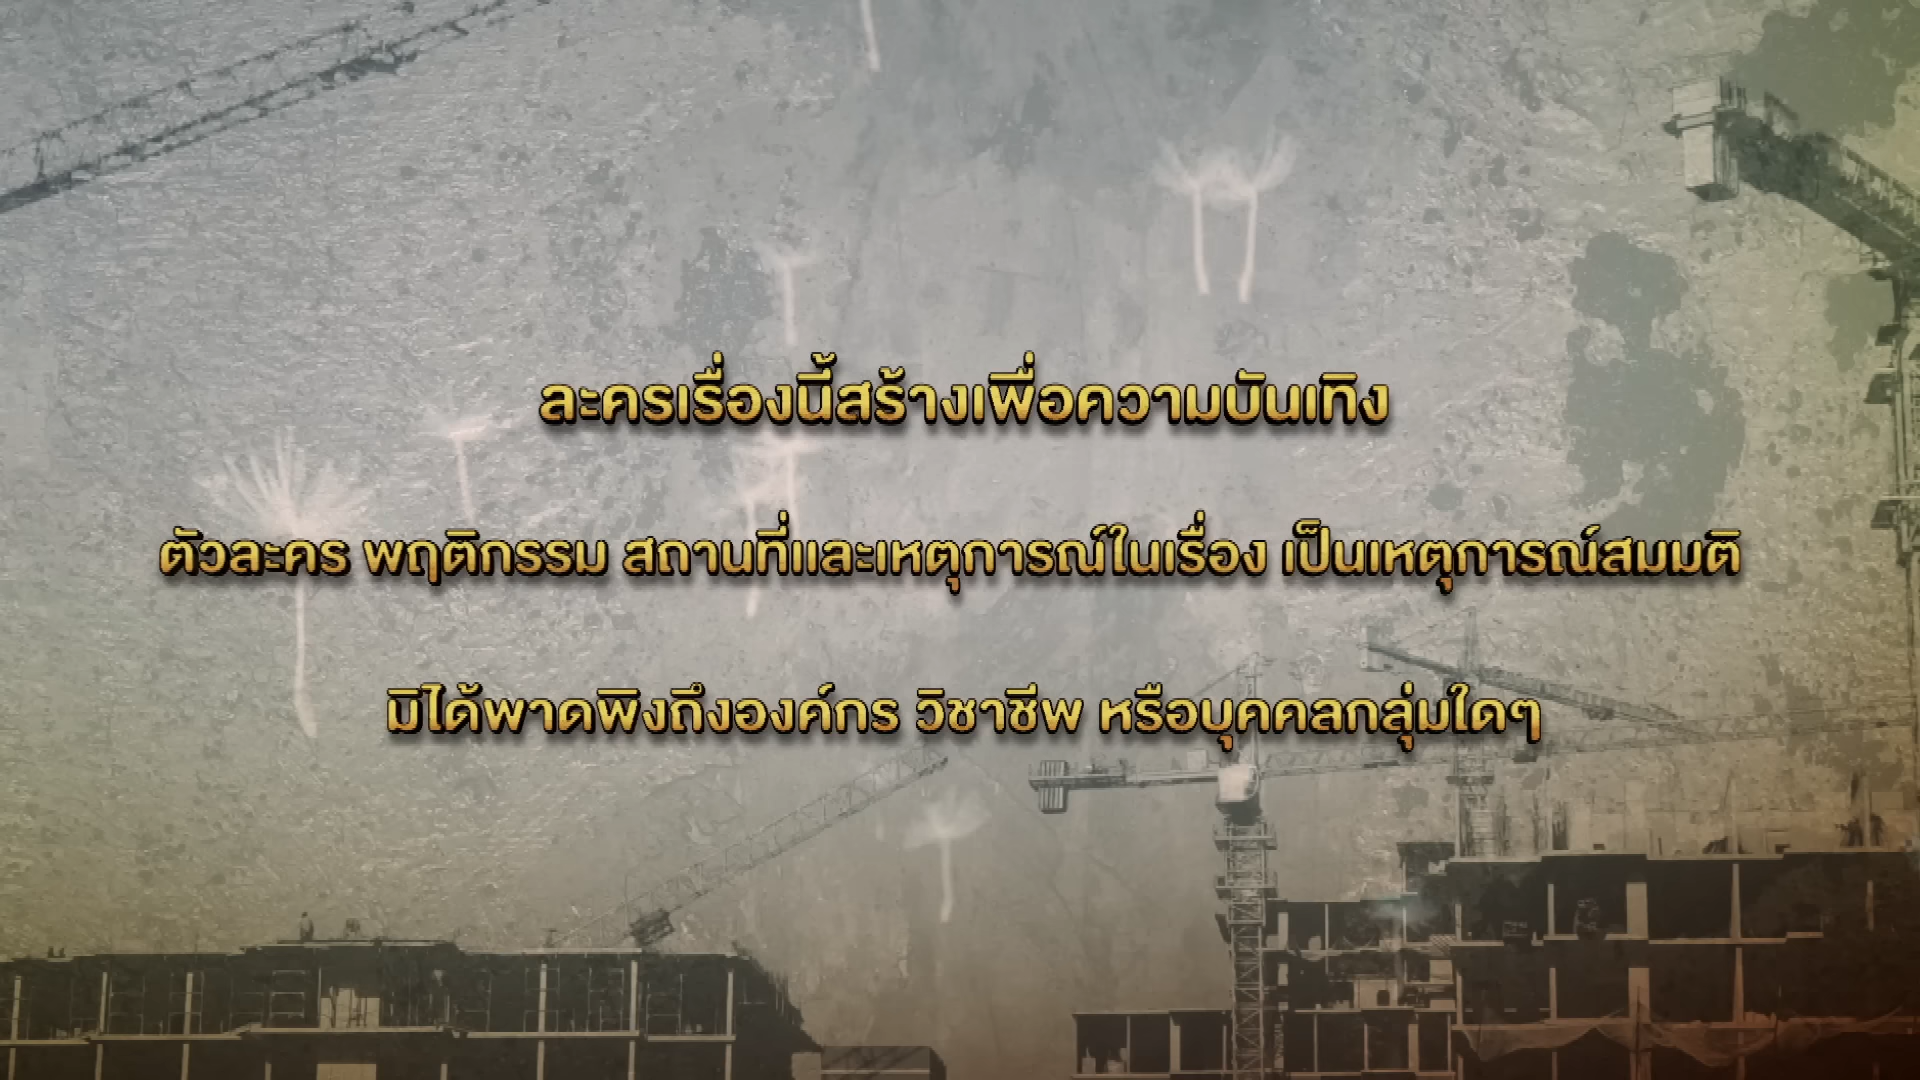 ละครเรื่องนี้สร้างเพื่อความบันเทิง
ตัวละคร พฤติกรรม สถานที่และเหตุการณ์ในเรื่อง เป็นเหตุการณ์สมมติ
มิได้พาดพิงถึงองค์กร วิชาชีพ หรือบุคคลกลุ่มใดๆ